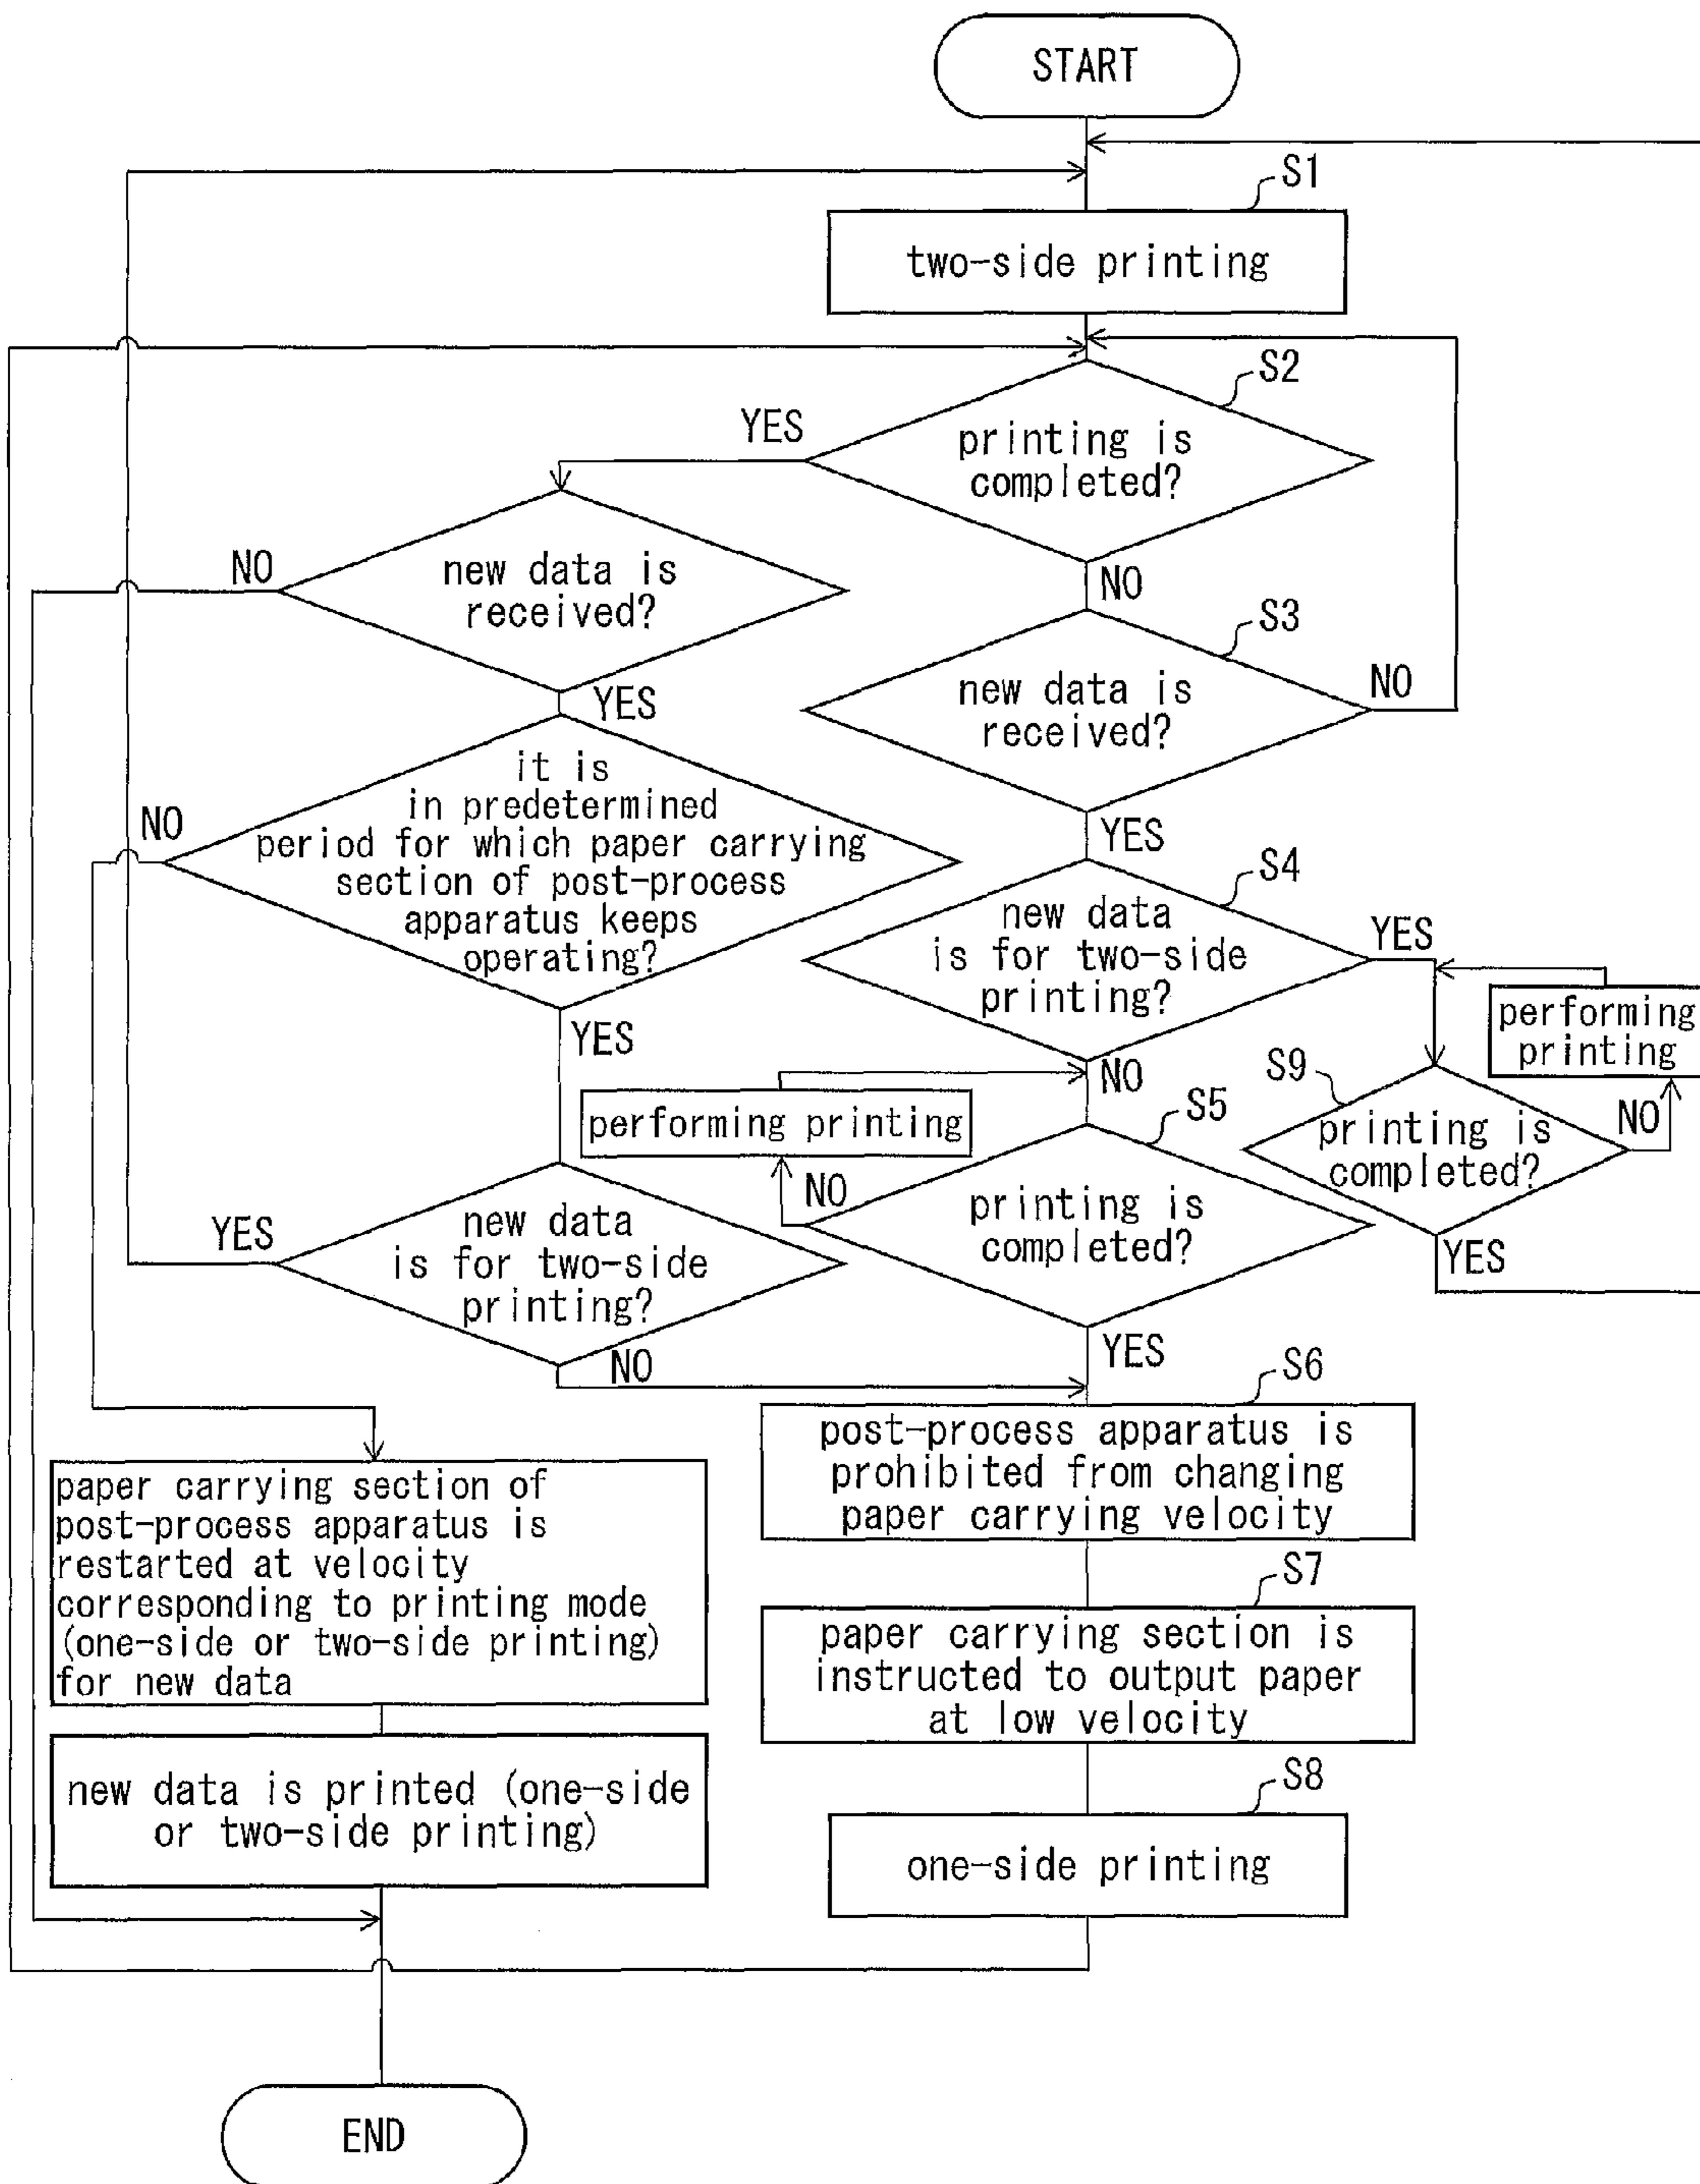 START
S1
two-side printing
S2
YES
printing is
completed?
NO
new data is
received?
NO
S3
YES
new data is
received?
NO
it is
in predetermined
period for which paper carrying
section of post-process
apparatus keeps
operating?
NO
YES
S4
new data
is for two-side
printing?
YES
performing
printing
YES
NO
S9
performing printing
S5
printing is
completed?
NO
NO
printing is
completed?
YES
new data
is for two-side
printing?
YES
NO
YES
S6
post-process apparatus is
prohibited from changing
paper carrying velocity
paper carrying section of
post-process apparatus is
restarted at velocity
corresponding to printing mode
(one-side or two-side printing)
for new data
S7
paper carrying section is
instructed to output paper
at low velocity
new data is printed (one-side
or two-side printing)
S8
one-side printing
END